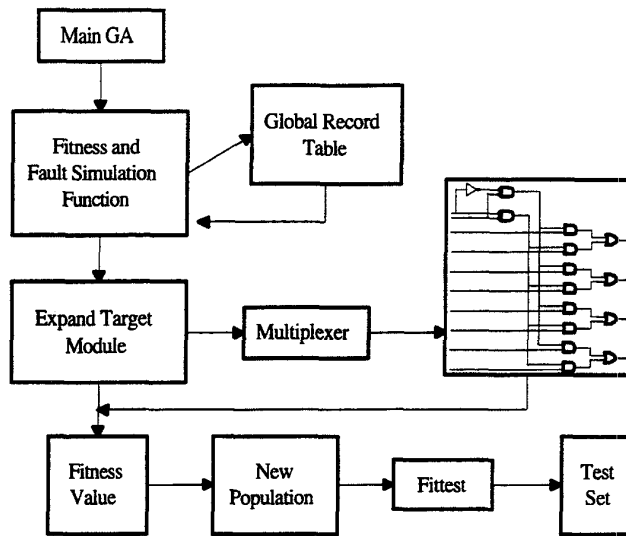 Main GA
Fitness and
Fault Simulation
Function
Global Record
Table
Expand Target
Module
Multiplexer
Fitness
Value
New
Population
Fittest
Test
Set